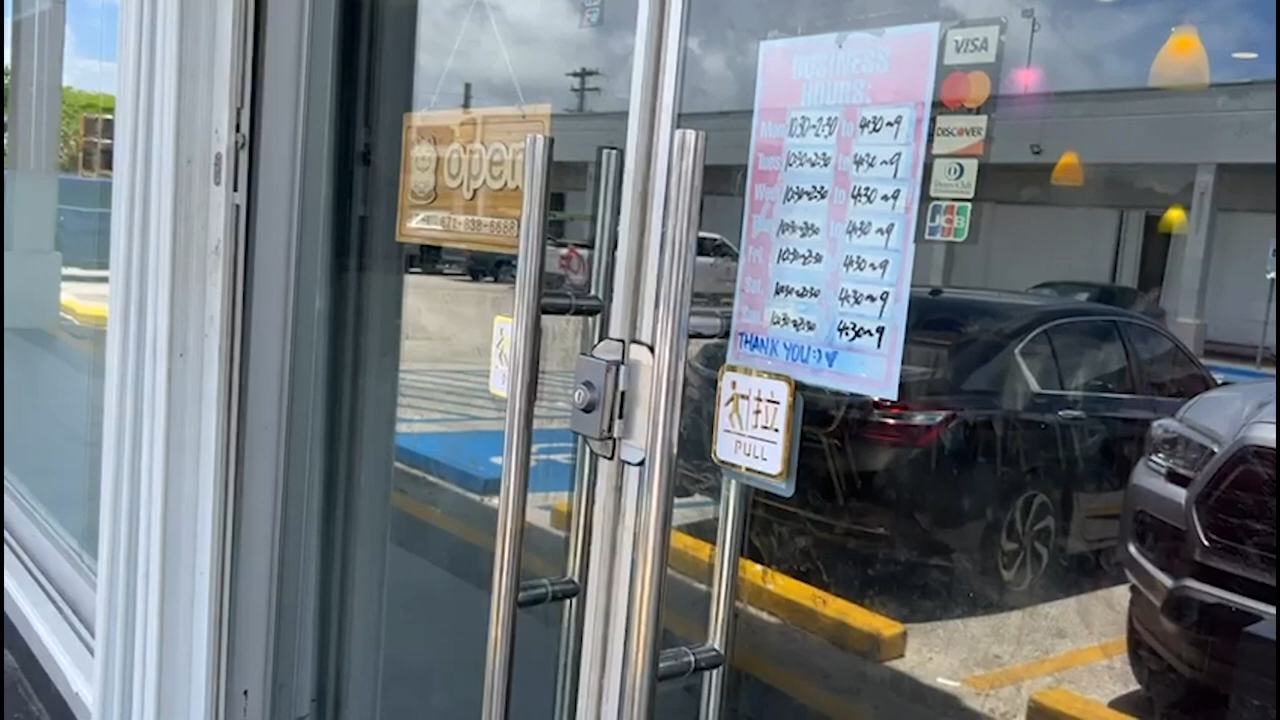 open
BUSINESS
HOURS:
Mon 10:30~2:30 to 4:30~9
Tues 10:30~2:30 to 4:30~9
Wed 10:30~2:30 to 4:30~9
10:30~2:30 to 4:30~9
Fri. 10:30~2:30 4:30~9
Sat. 10:30~2:30 4:30~9
10:30~2:30 4:30~9
THANK YOU :)
VISA
DISCOVER
Diners Club
JCB
拉
PULL